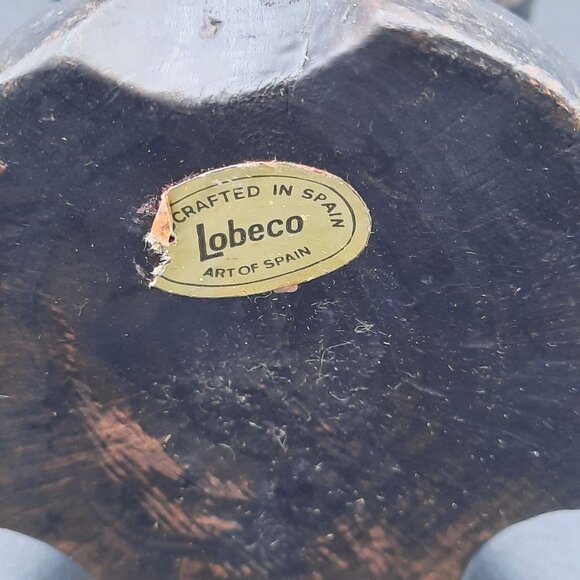 CRAFTED IN SPAIN
Lobeco
ART OF SPAIN